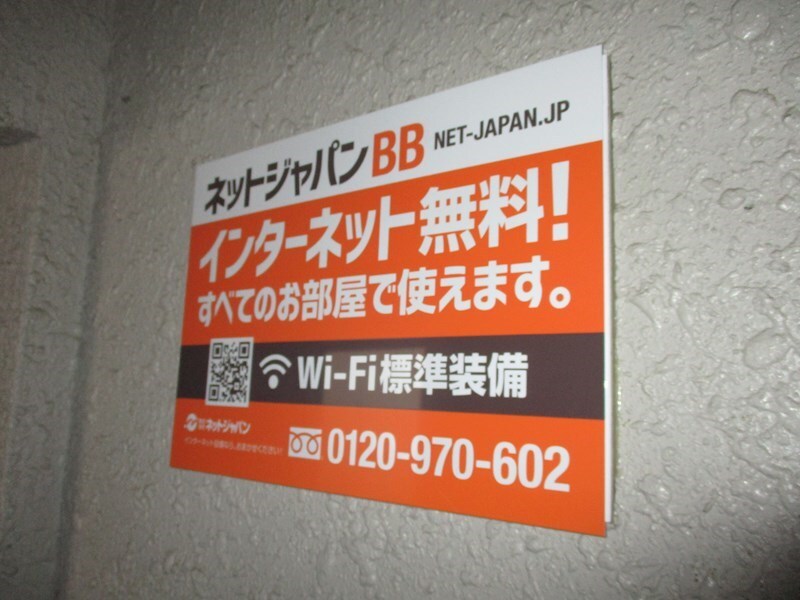 ネットジャパンBB NET-JAPAN.JP
インターネット無料!
すべてのお部屋で使えます。
Wi-Fi標準装備
ネットジャパン
0120-970-602